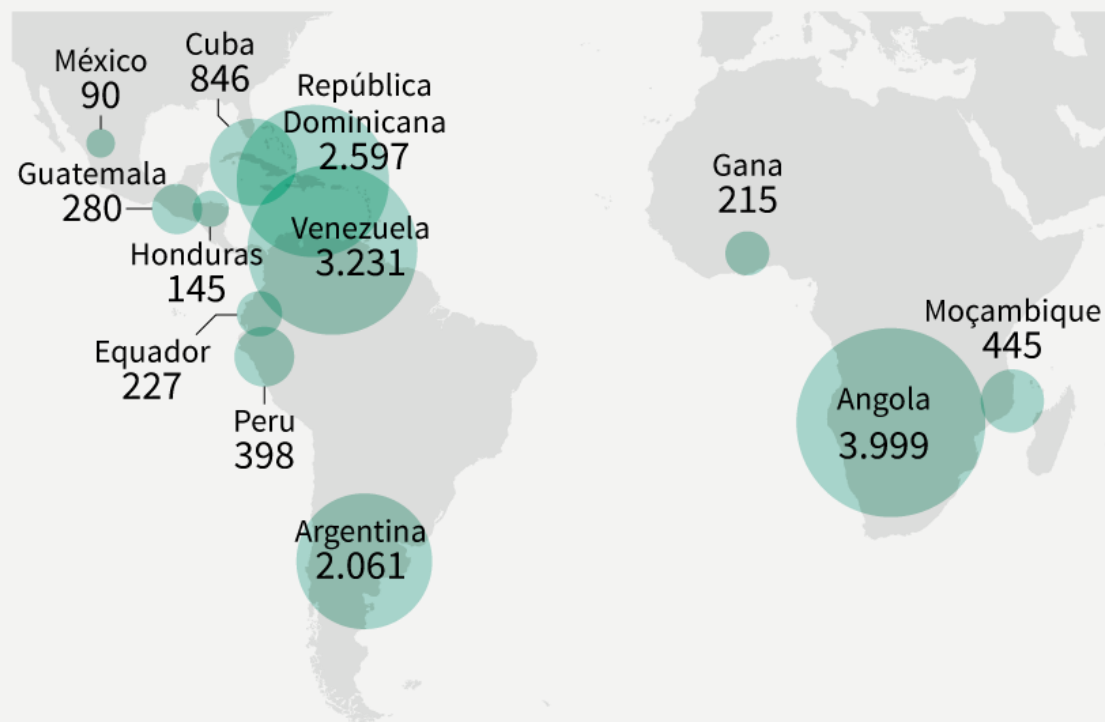 México
90
Cuba
846
República
Dominicana
2.597
Guatemala
280
Honduras
145
Venezuela
3.231
Equador
227
Peru
398
Argentina
2.061
Gana
215
Moçambique
445
Angola
3.999